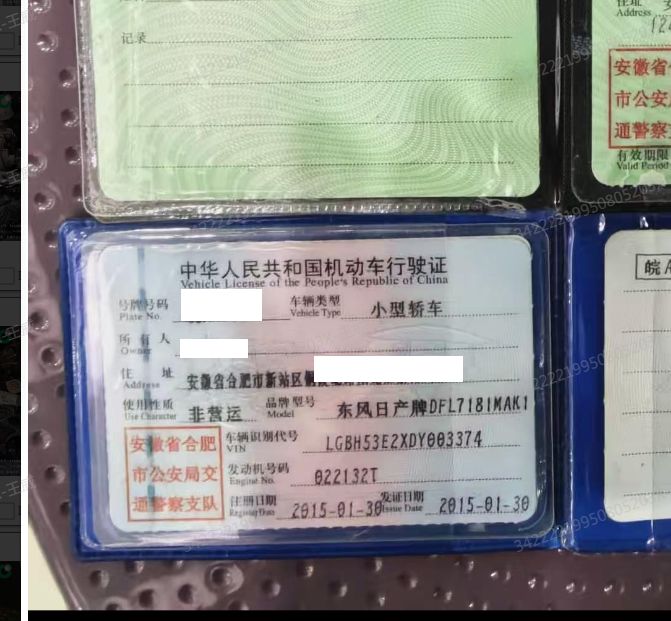 记录
住址
Address
安徽省
市公安
通警察
有效期限
Valid Period
中华人民共和国机动车行驶证
Vehicle License of the People's Republic of China
号牌号码
Plate No.
车辆类型
Vehicle Type
小型轿车
所有人
Owner
住址
Address
安徽省合肥市新站区
使用性质
Use Character
非营运
品牌型号
Model
东风日产牌DFL7181MAK1
安徽省合肥
市公安局交
通警察支队
车辆识别代号
VIN
LGBH53E2XDY003374
发动机号码
Engine No.
022132T
注册日期
Register Date
2015-01-30
发证日期
Issue Date
2015-01-30
皖A